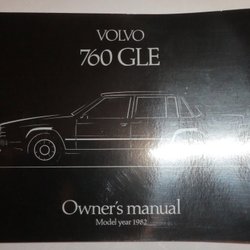 VOLVO
760 GLE
Owner's manual
Model year 1982